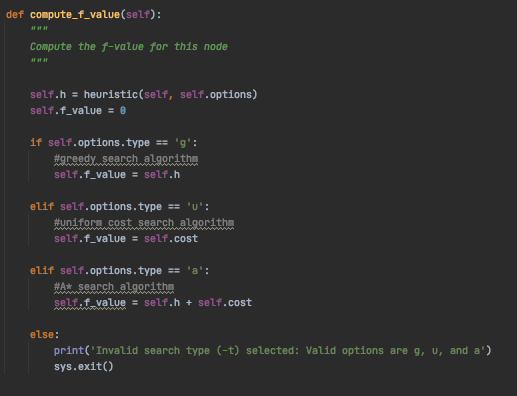 def compute_f_value(self):
    """
    Compute the f-value for this node
    """
    self.h = heuristic(self, self.options)
    self.f_value = 0
    if self.options.type == 'g':
        #greedy search algorithm
        self.f_value = self.h
    elif self.options.type == 'u':
        #uniform cost search algorithm
        self.f_value = self.cost
    elif self.options.type == 'a':
        #A* search algorithm
        self.f_value = self.h + self.cost
    else:
        print('Invalid search type (-t) selected: Valid options are g, u, and a')
        sys.exit()